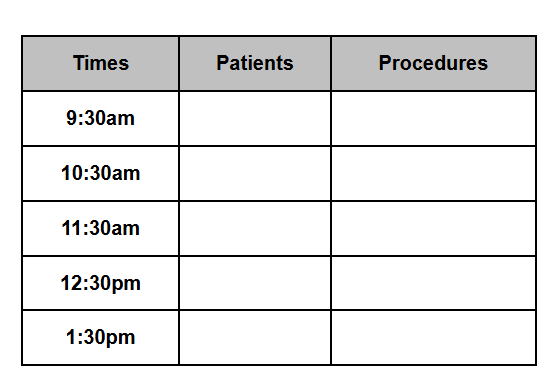 Times Patients Procedures
9:30am
10:30am
11:30am
12:30pm
1:30pm